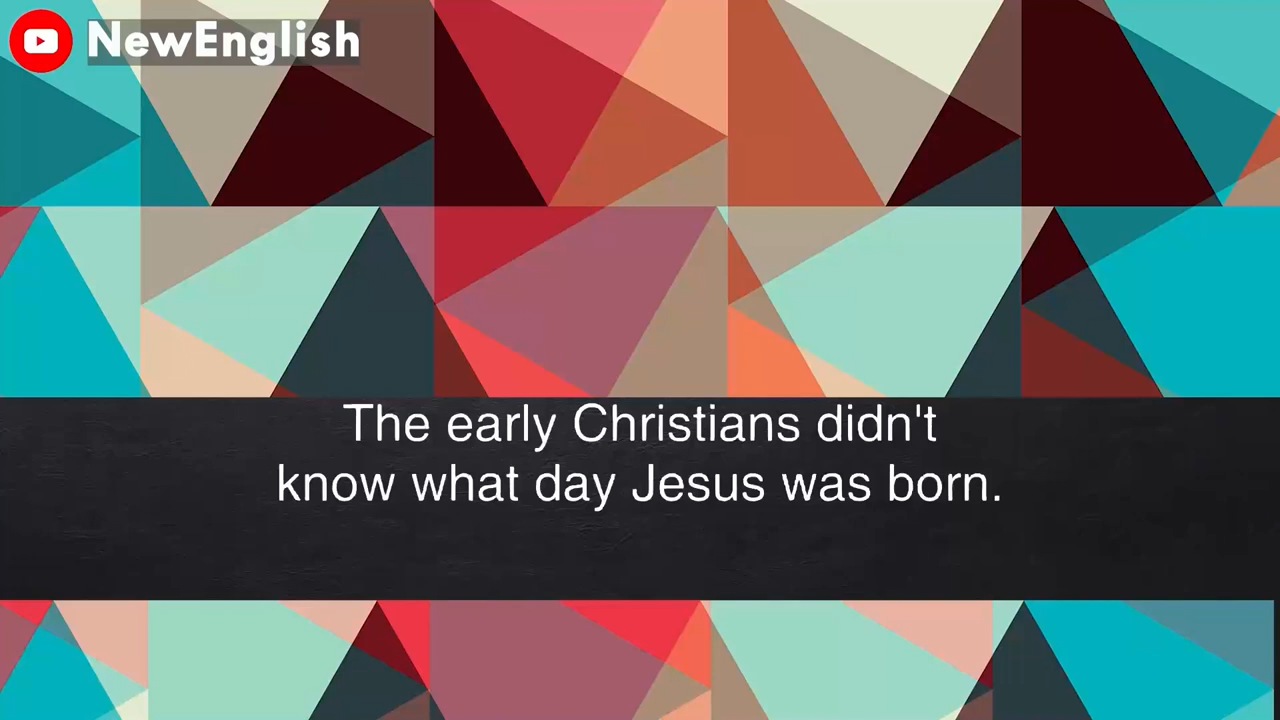 NewEnglish
The early Christians didn't
know what day Jesus was born.